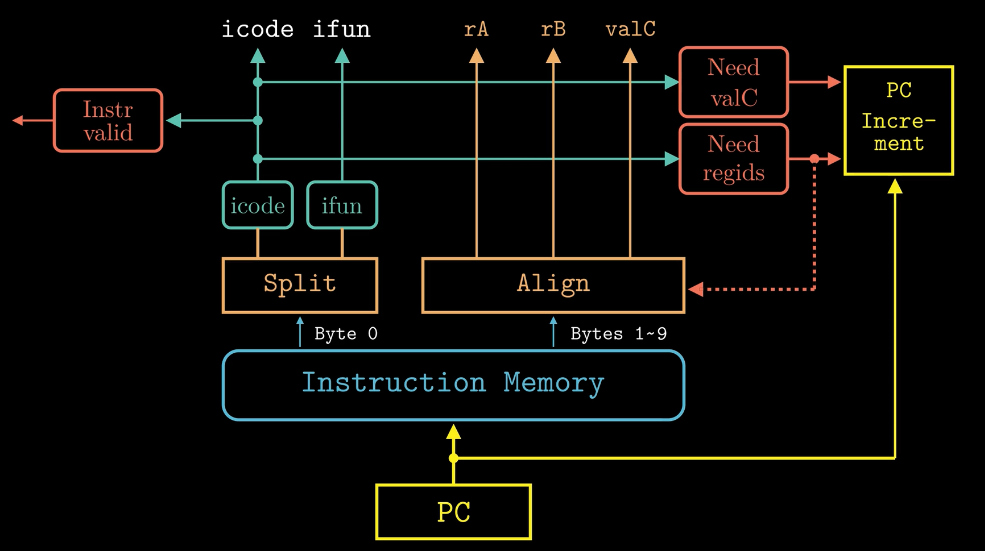 icode ifun rA rB valC
Need
valC
PC
Incre-
ment
Instr
valid
Need
regids
icode ifun
Split
Align
Byte 0
Bytes 1~9
Instruction Memory
PC